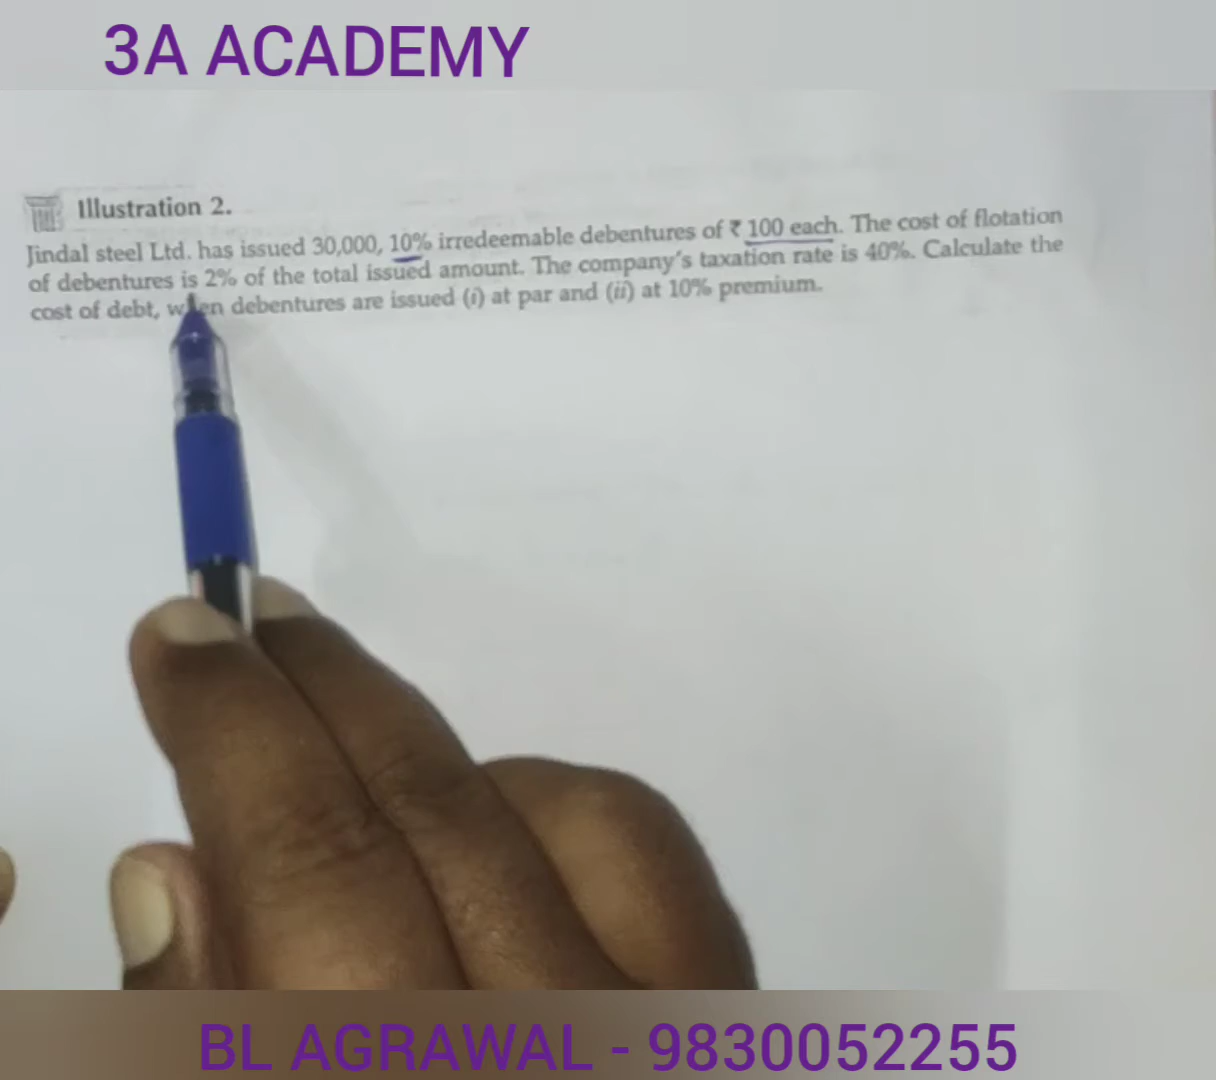 3A ACADEMY
Illustration 2.
Jindal steel Ltd. has issued 30,000, 10% irredeemable debentures of ₹ 100 each. The cost of flotation
of debentures is 2% of the total issued amount. The company's taxation rate is 40%. Calculate the
cost of debt, when debentures are issued (i) at par and (ii) at 10% premium.
BL AGRAWAL - 9830052255